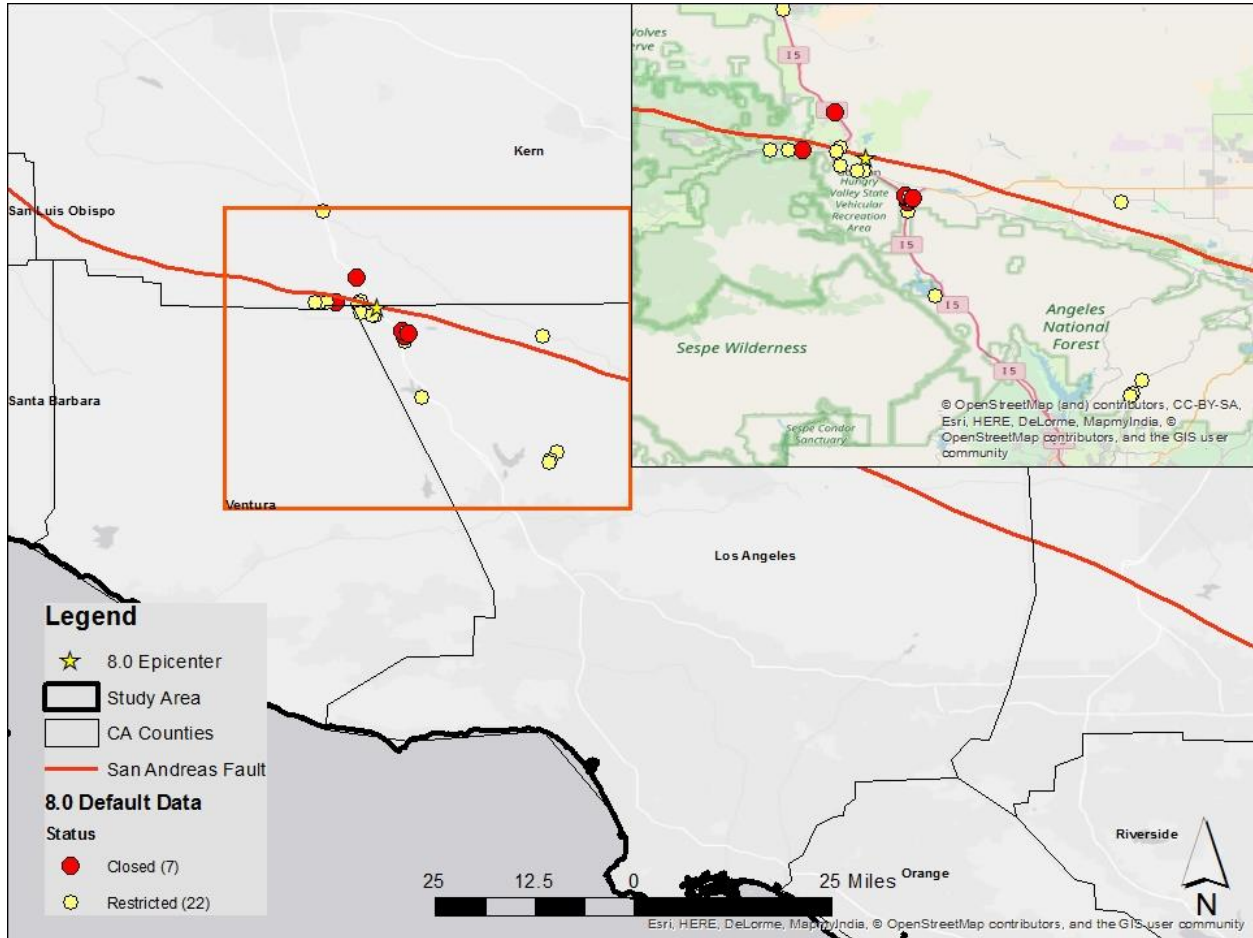 Kern
San Luis Obispo
Santa Barbara
Ventura
Los Angeles
Riverside
Orange
I 5
I 5
I 5
Hungry
Valley State
Vehicular
Recreation
Area
Sespe Wilderness
Angeles
National
Forest
Sespe Condor
Sanctuary
© OpenStreetMap (and) contributors, CC-BY-SA,
Esri, HERE, DeLorme, MapmyIndia, ©
OpenStreetMap contributors, and the GIS user
community
Legend
8.0 Epicenter
Study Area
CA Counties
San Andreas Fault
8.0 Default Data
Status
Closed (7)
Restricted (22)
25 12.5 0 25 Miles
N
Esri, HERE, DeLorme, MapmyIndia, © OpenStreetMap contributors, and the GIS user community